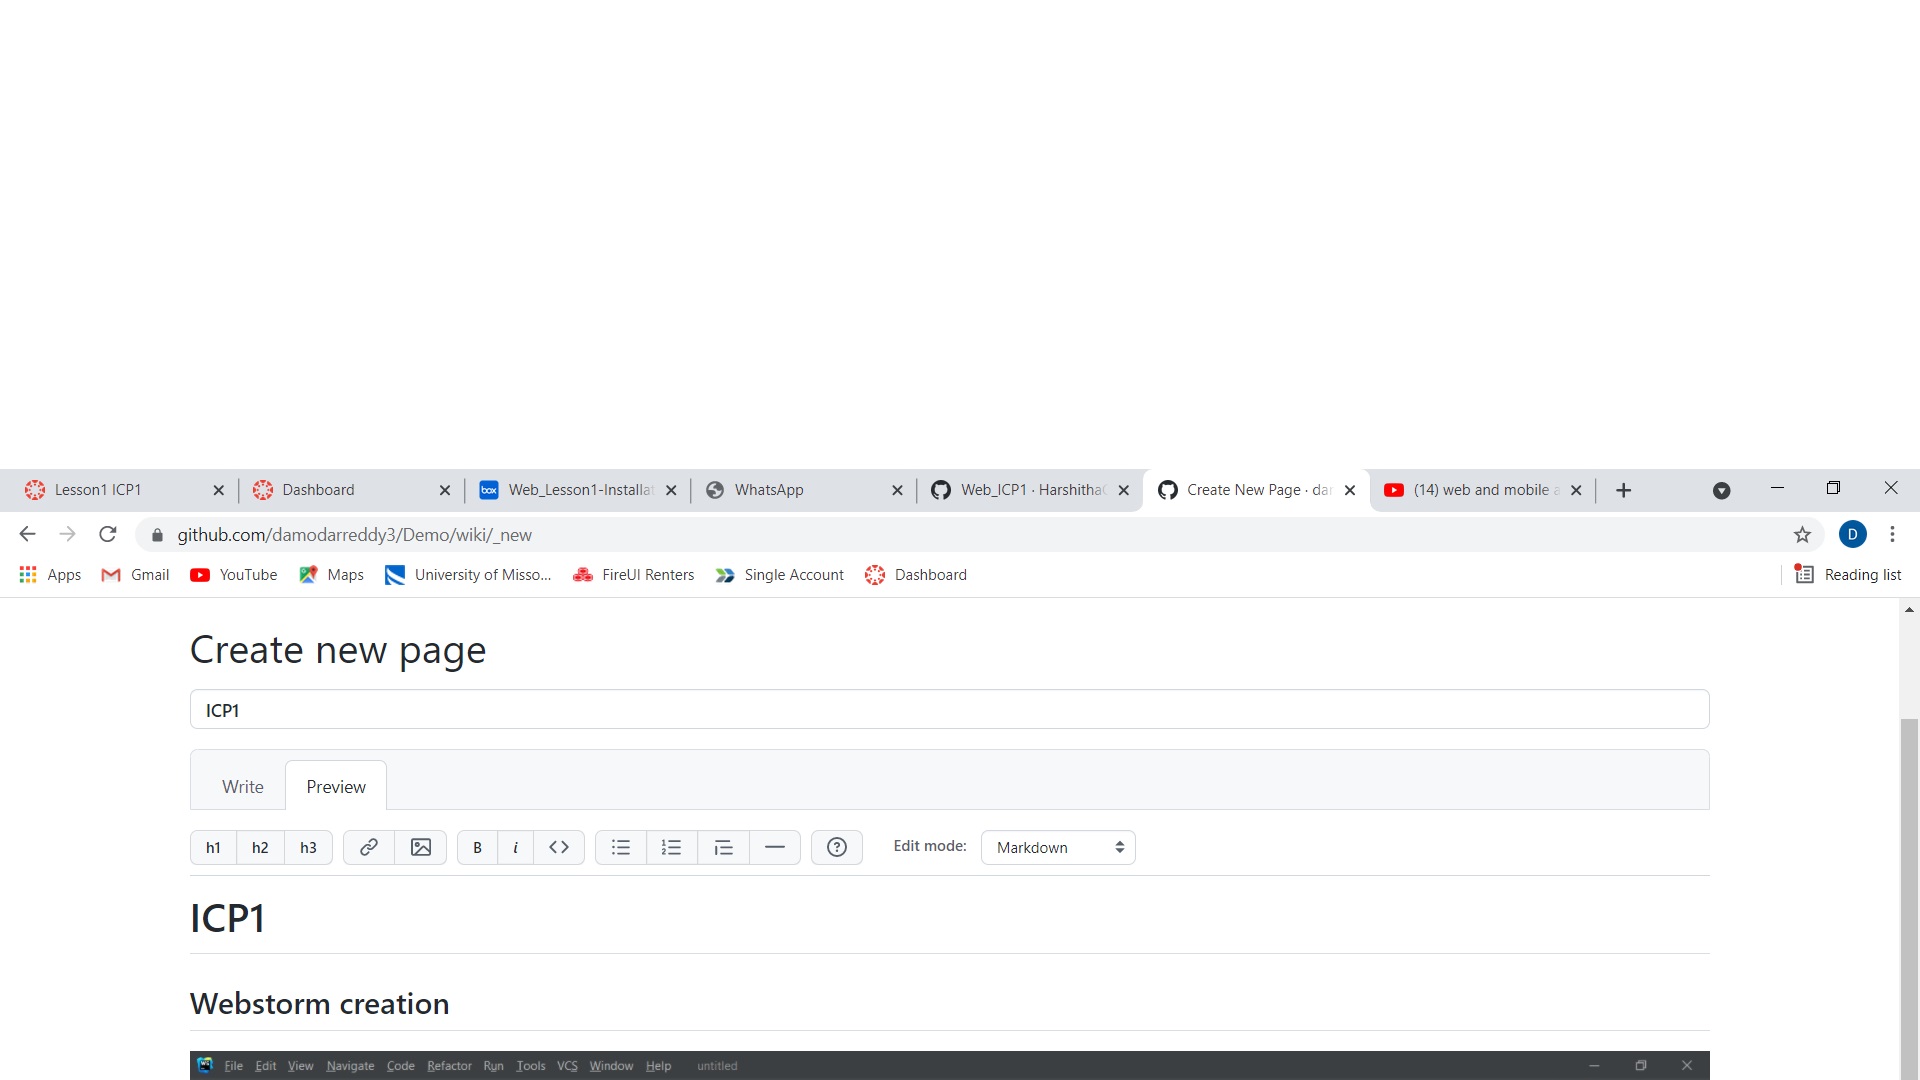 Lesson1 ICP1 Dashboard box Web_Lesson1-Installat WhatsApp Web_ICP1 · Harshitha Create New Page · dar (14) web and mobile a
github.com/damodarreddy3/Demo/wiki/_new D
Apps Gmail YouTube Maps University of Misso... FireUI Renters Single Account Dashboard Reading list
Create new page
ICP1
Write Preview
h1 h2 h3 B i Edit mode: Markdown
ICP1
Webstorm creation
File Edit View Navigate Code Refactor Run Tools VCS Window Help untitled